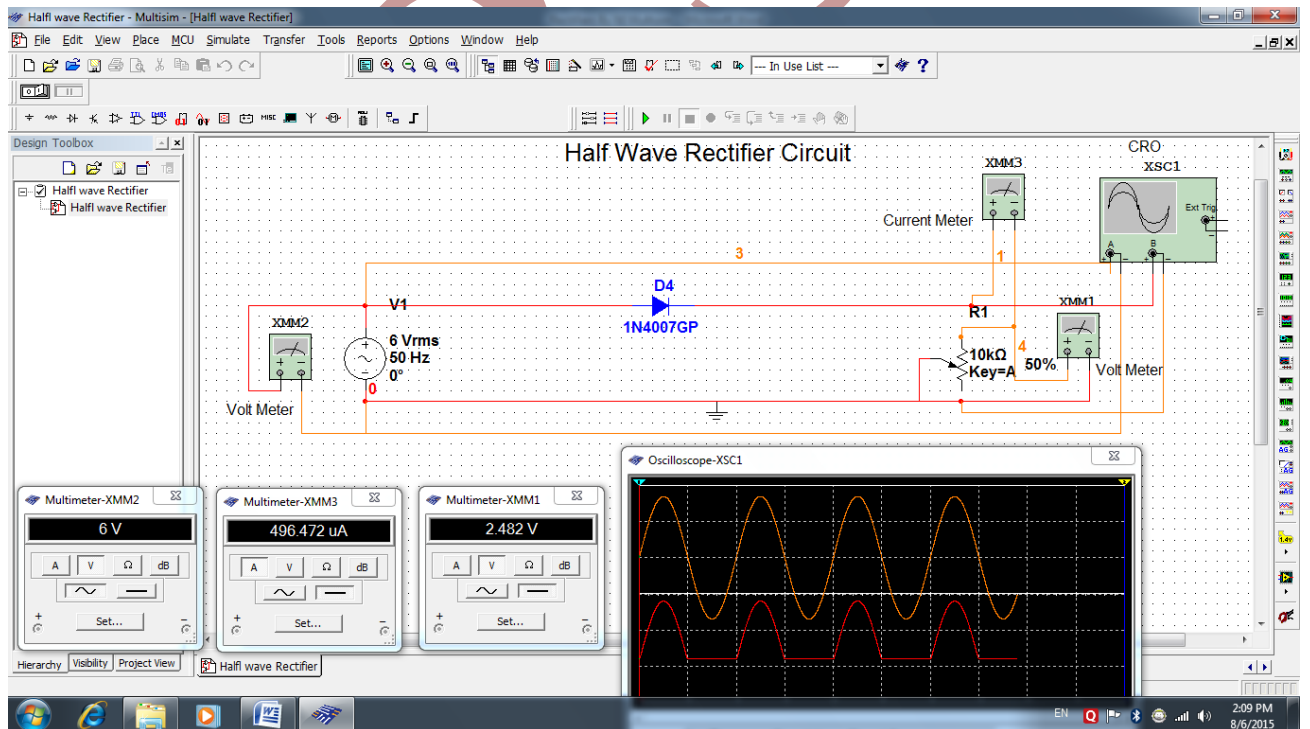 Halfl wave Rectifier - Multisim - [Halfl wave Rectifier]
File Edit View Place MCU Simulate Transfer Tools Reports Options Window Help
--- In Use List ---
MISC
Design Toolbox
Halfl wave Rectifier
Halfl wave Rectifier
Half Wave Rectifier Circuit
CRO
XSC1
XMM3
Ext Trig
Current Meter
A B
3
1
D4
1N4007GP
V1
6 Vrms
50 Hz
0°
0
XMM2
Volt Meter
R1
10kΩ
Key=A
50%
4
XMM1
Volt Meter
Oscilloscope-XSC1
Multimeter-XMM2
6 V
A V Ω dB
Set...
Multimeter-XMM3
496.472 uA
A V Ω dB
Set...
Multimeter-XMM1
2.482 V
A V Ω dB
Set...
Hierarchy Visibility Project View
Halfl wave Rectifier
EN
2:09 PM
8/6/2015